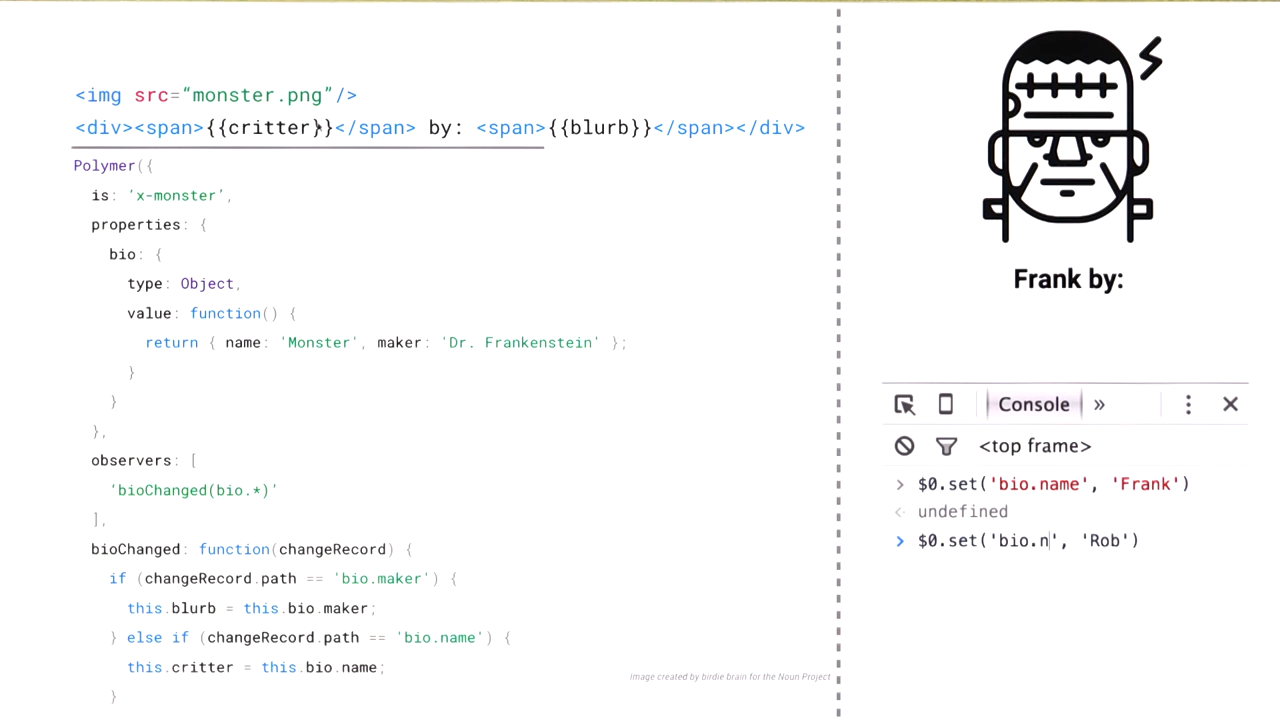 <img src=“monster.png”/>
<div><span>{{critter}}</span> by: <span>{{blurb}}</span></div>
Polymer({
is: ‘x-monster’,
properties: {
bio: {
type: Object,
value: function() {
return { name: 'Monster', maker: 'Dr. Frankenstein' };
}
}
},
observers: [
‘bioChanged(bio.*)’
],
bioChanged: function(changeRecord) {
if (changeRecord.path == 'bio.maker') {
this.blurb = this.bio.maker;
} else if (changeRecord.path == 'bio.name') {
this.critter = this.bio.name;
}
Image created by birdie brain for the Noun Project
Frank by:
Console »
<top frame>
> $0.set('bio.name', 'Frank')
undefined
> $0.set('bio.n', 'Rob')